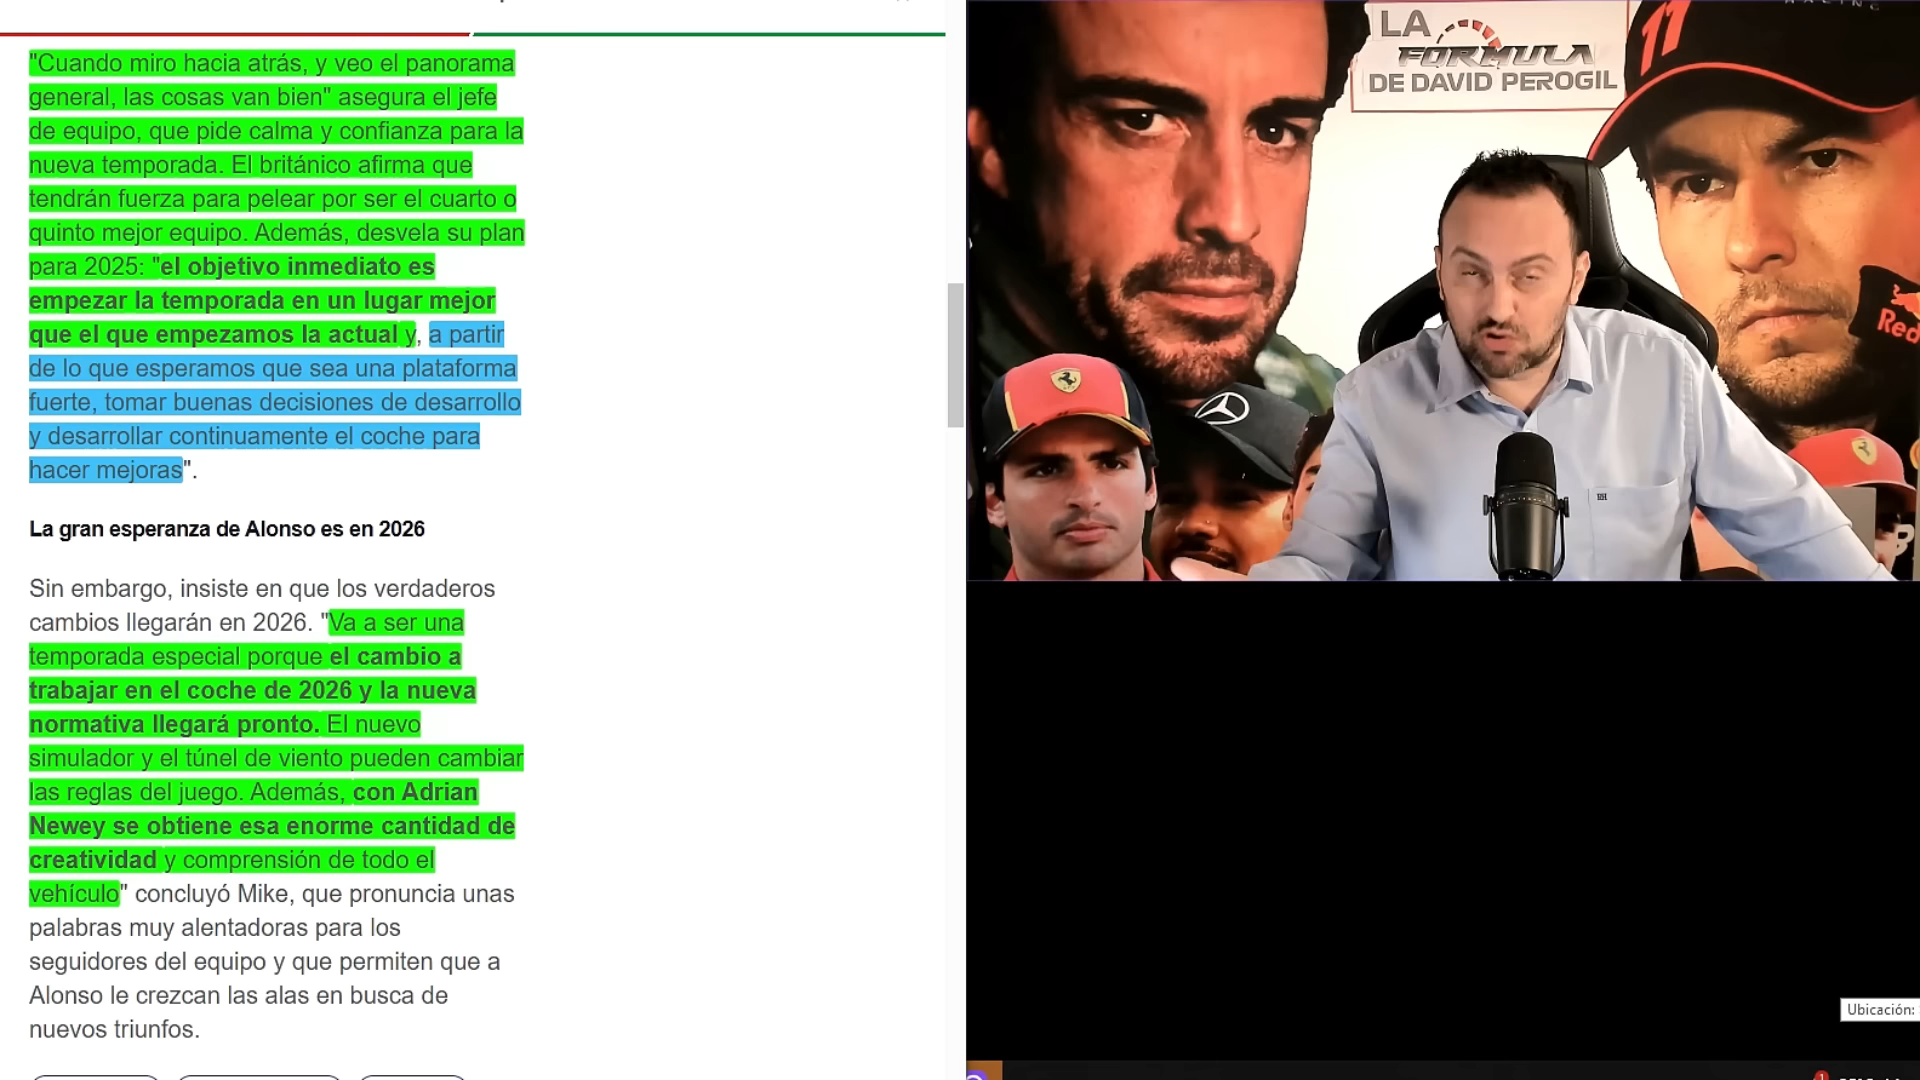 "Cuando miro hacia atrás, y veo el panorama
general, las cosas van bien" asegura el jefe
de equipo, que pide calma y confianza para la
nueva temporada. El británico afirma que
tendrán fuerza para pelear por ser el cuarto o
quinto mejor equipo. Además, desvela su plan
para 2025: "el objetivo inmediato es
empezar la temporada en un lugar mejor
que el que empezamos la actual y, a partir
de lo que esperamos que sea una plataforma
fuerte, tomar buenas decisiones de desarrollo
y desarrollar continuamente el coche para
hacer mejoras".
La gran esperanza de Alonso es en 2026
Sin embargo, insiste en que los verdaderos
cambios llegarán en 2026. "Va a ser una
temporada especial porque el cambio a
trabajar en el coche de 2026 y la nueva
normativa llegará pronto. El nuevo
simulador y el túnel de viento pueden cambiar
las reglas del juego. Además, con Adrian
Newey se obtiene esa enorme cantidad de
creatividad y comprensión de todo el
vehículo" concluyó Mike, que pronuncia unas
palabras muy alentadoras para los
seguidores del equipo y que permiten que a
Alonso le crezcan las alas en busca de
nuevos triunfos.
LA
FÓRMULA
DE DAVID PEROGIL
11
Red
Ubicación: